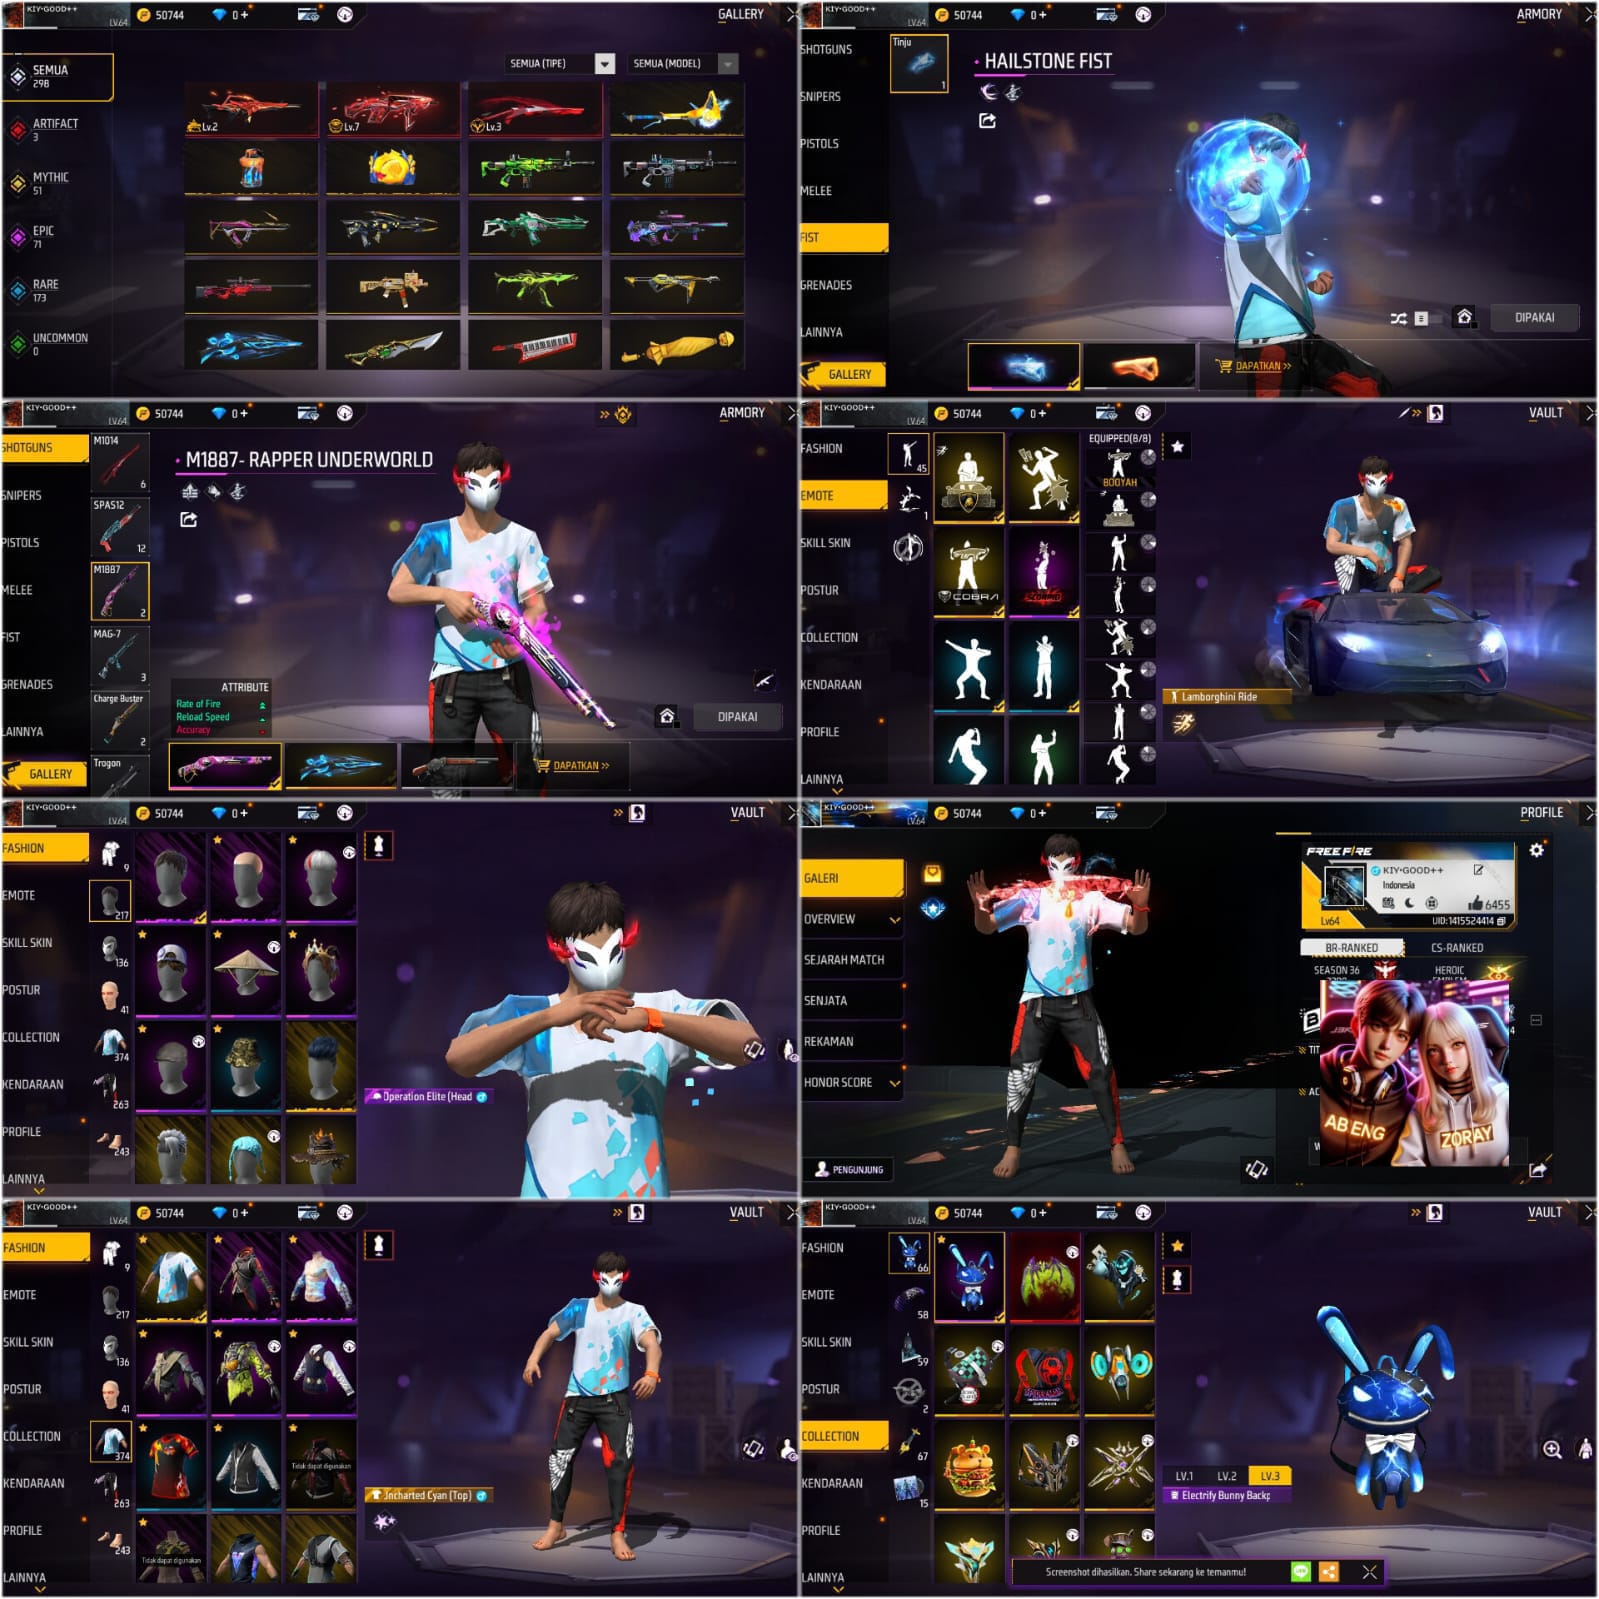 KIY•GOOD++
LV.64
50744
0+
GALLERY
SEMUA
298
ARTIFACT
3
MYTHIC
51
EPIC
71
RARE
173
UNCOMMON
0
SEMUA (TIPE)
SEMUA (MODEL)
Lv.2
Lv.7
Lv.3
KIY•GOOD++
LV.64
50744
0+
ARMORY
SHOTGUNS
SNIPERS
PISTOLS
MELEE
FIST
GRENADES
LAINNYA
GALLERY
Tinju
1
HAILSTONE FIST
DIPAKAI
DAPATKAN >>
KIY•GOOD++
LV.64
50744
0+
ARMORY
SHOTGUNS
SNIPERS
PISTOLS
MELEE
FIST
GRENADES
LAINNYA
GALLERY
M1014
6
SPAS12
12
M1887
2
MAG-7
3
Charge Buster
2
Trogon
M1887- RAPPER UNDERWORLD
ATTRIBUTE
Rate of Fire
Reload Speed
Accuracy
DIPAKAI
DAPATKAN >>
KIY•GOOD++
LV.64
50744
0+
VAULT
FASHION
EMOTE
SKILL SKIN
POSTUR
COLLECTION
KENDARAAN
PROFILE
LAINNYA
45
1
COBRA
EQUIPPED(8/8)
BOOYAH
Lamborghini Ride
KIY•GOOD++
LV.64
50744
0+
VAULT
FASHION
EMOTE
SKILL SKIN
POSTUR
COLLECTION
KENDARAAN
PROFILE
LAINNYA
9
217
136
41
374
263
243
Operation Elite (Head
KIY•GOOD++
LV.64
50744
0+
PROFILE
GALERI
OVERVIEW
SEJARAH MATCH
SENJATA
REKAMAN
HONOR SCORE
PENGUNJUNG
FREE FIRE
KIY•GOOD++
Indonesia
6455
Lv64
UID:1415524414
BR-RANKED
CS-RANKED
SEASON 36
HEROIC
AB ENG
ZORAY
KIY•GOOD++
LV.64
50744
0+
VAULT
FASHION
EMOTE
SKILL SKIN
POSTUR
COLLECTION
KENDARAAN
PROFILE
LAINNYA
9
217
136
41
374
263
243
Tidak dapat digunakan
Tidak dapat digunakan
Uncharted Cyan (Top)
KIY•GOOD++
LV.64
50744
0+
VAULT
FASHION
EMOTE
SKILL SKIN
POSTUR
COLLECTION
KENDARAAN
PROFILE
LAINNYA
66
58
59
2
67
15
LV.1
LV.2
LV.3
Electrify Bunny Backp
Screenshot dihasilkan. Share sekarang ke temanmu!